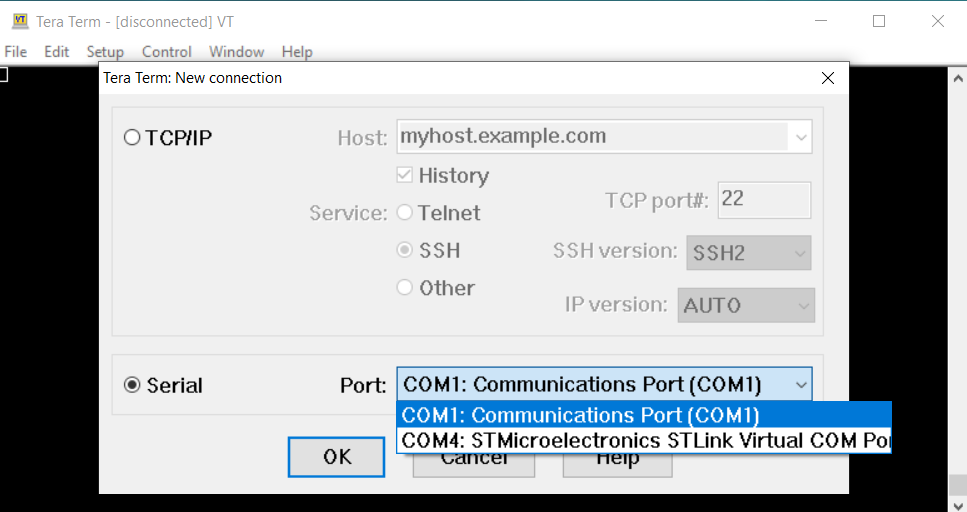 Tera Term - [disconnected] VT
File Edit Setup Control Window Help
Tera Term: New connection
TCP/IP
Host: myhost.example.com
History
Service: Telnet
TCP port#: 22
SSH
SSH version: SSH2
Other
IP version: AUTO
Serial
Port: COM1: Communications Port (COM1)
COM1: Communications Port (COM1)
COM4: STMicroelectronics STLink Virtual COM Po
OK Cancel Help